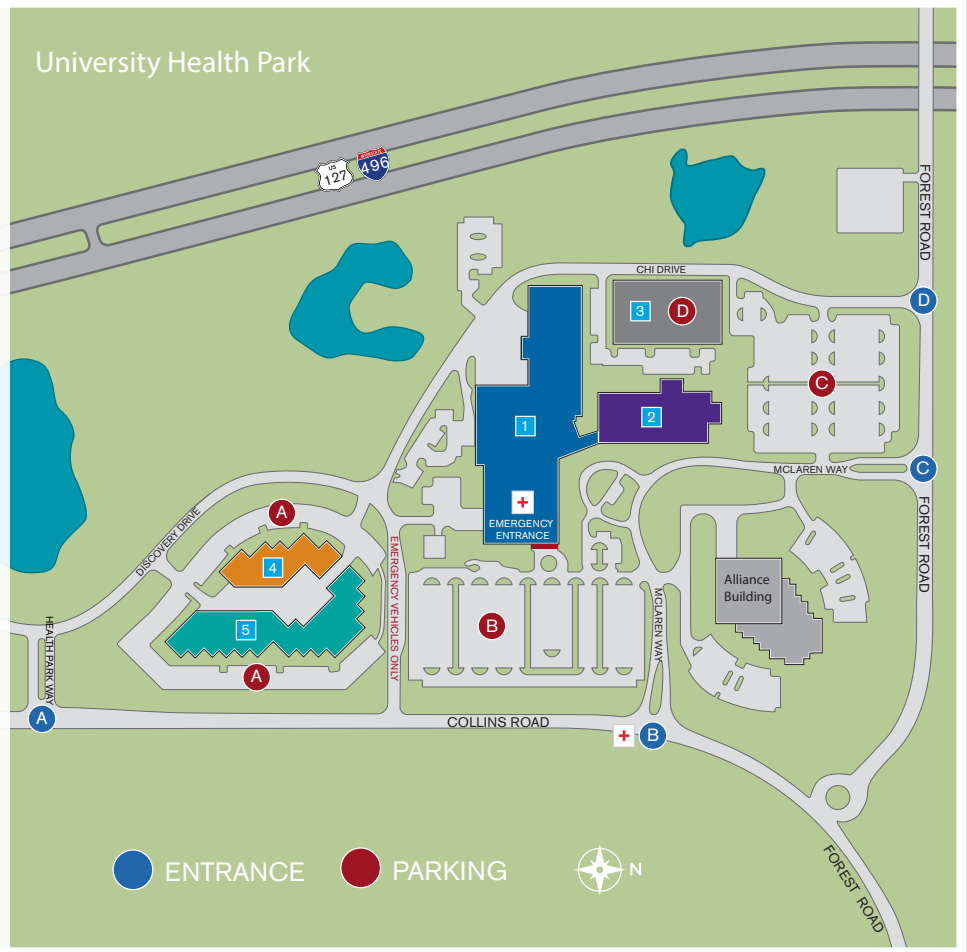 University Health Park
US
127
INTERSTATE
496
FOREST ROAD
CHI DRIVE
D
3
D
C
1
2
MCLAREN WAY
C
EMERGENCY
ENTRANCE
A
DISCOVERY DRIVE
4
EMERGENCY VEHICLES ONLY
FOREST ROAD
Alliance
Building
5
B
MCLAREN WAY
HEALTH PARK WAY
A
A
COLLINS ROAD
B
FOREST ROAD
ENTRANCE
PARKING
N